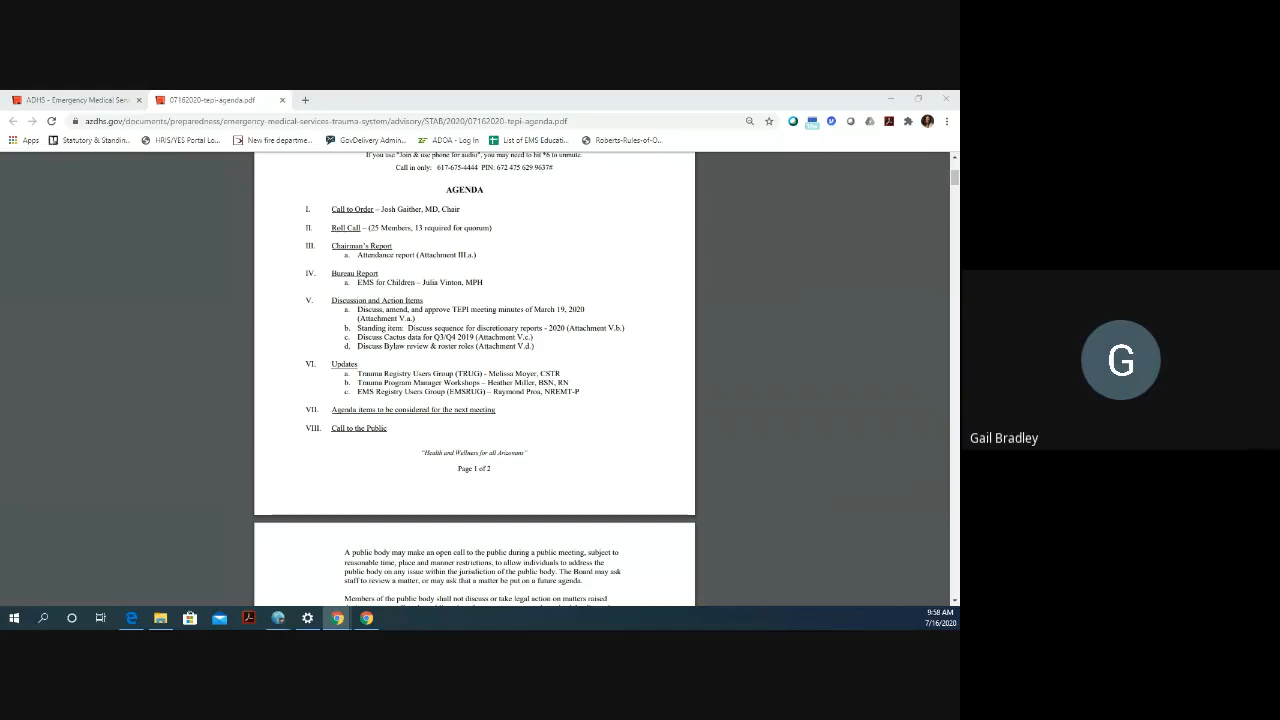 ADHS - Emergency Medical Serv
07162020-tepi-agenda.pdf
azdhs.gov/documents/preparedness/emergency-medical-services-trauma-system/advisory/STAB/2020/07162020-tepi-agenda.pdf
Apps
Statutory & Standin...
HRIS/YES Portal Lo...
New fire departme...
GovDelivery Admin...
ADOA - Log In
List of EMS Educati...
Roberts-Rules-of-O...
If you use "Join & use phone for audio", you may need to hit *6 to unmute.
Call in only: 617-675-4444 PIN: 672 475 629 9637#
AGENDA
I. Call to Order – Josh Gaither, MD, Chair
II. Roll Call – (25 Members, 13 required for quorum)
III. Chairman's Report
a. Attendance report (Attachment III.a.)
IV. Bureau Report
a. EMS for Children – Julia Vinton, MPH
V. Discussion and Action Items
a. Discuss, amend, and approve TEPI meeting minutes of March 19, 2020
(Attachment V.a.)
b. Standing item: Discuss sequence for discretionary reports - 2020 (Attachment V.b.)
c. Discuss Cactus data for Q3/Q4 2019 (Attachment V.c.)
d. Discuss Bylaw review & roster roles (Attachment V.d.)
VI. Updates
a. Trauma Registry Users Group (TRUG) - Melissa Moyer, CSTR
b. Trauma Program Manager Workshops – Heather Miller, BSN, RN
c. EMS Registry Users Group (EMSRUG) – Raymond Proa, NREMT-P
VII. Agenda items to be considered for the next meeting
VIII. Call to the Public
"Health and Wellness for all Arizonans"
Page 1 of 2
A public body may make an open call to the public during a public meeting, subject to
reasonable time, place and manner restrictions, to allow individuals to address the
public body on any issue within the jurisdiction of the public body. The Board may ask
staff to review a matter, or may ask that a matter be put on a future agenda.
Members of the public body shall not discuss or take legal action on matters raised
9:58 AM
7/16/2020
G
Gail Bradley